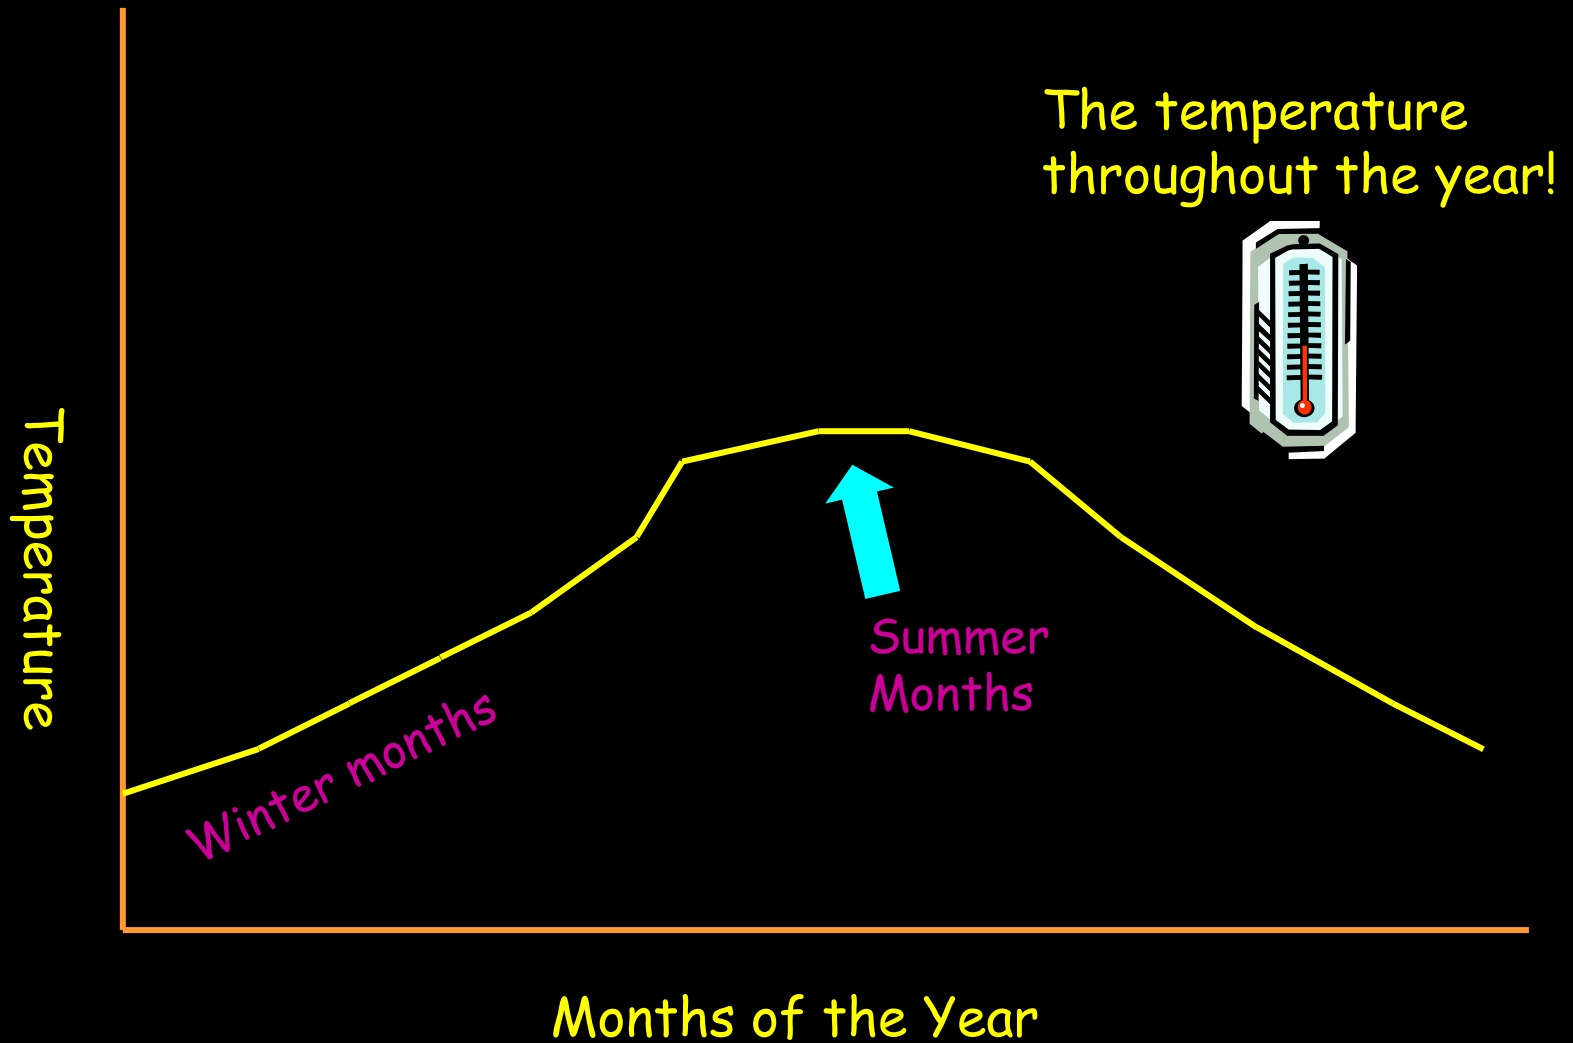 The temperature
throughout the year!
Temperature
Winter months
Summer
Months
Months of the Year